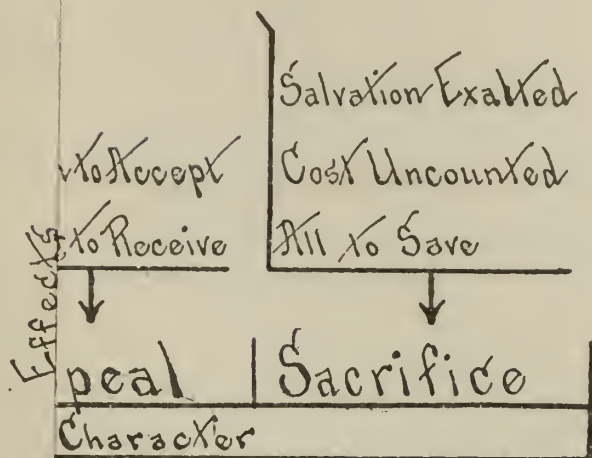 Salvation Exalted
to Accept Cost Uncounted
to Receive All to Save
Effects
peal Sacrifice
Character